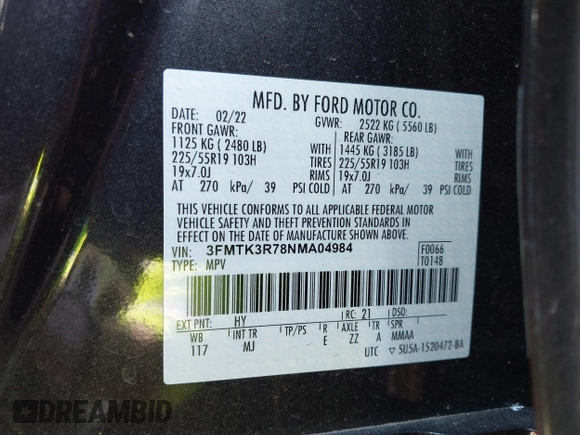 MFD. BY FORD MOTOR CO.
DATE: 02/22 GVWR: 2522 KG ( 5560 LB)
FRONT GAWR: REAR GAWR:
1125 KG ( 2480 LB) WITH 1445 KG ( 3185 LB) WITH
225/55R19 103H TIRES 225/55R19 103H TIRES
19x7.0J RIMS 19x7.0J RIMS
AT 270 kPa/ 39 PSI COLD AT 270 kPa/ 39 PSI COLD
THIS VEHICLE CONFORMS TO ALL APPLICABLE FEDERAL MOTOR
VEHICLE SAFETY AND THEFT PREVENTION STANDARDS IN EFFECT ON
THE DATE OF MANUFACTURE SHOWN ABOVE.
VIN: 3FMTK3R78NMA04984 F0066
TYPE: MPV T0148
EXT PNT: HY RC: 21 DSO:
WB INT TR TP/PS R AXLE TR SPR
117 MJ E ZZ A MMAA
UTC 5U5A-1520472-BA
DREAMBID